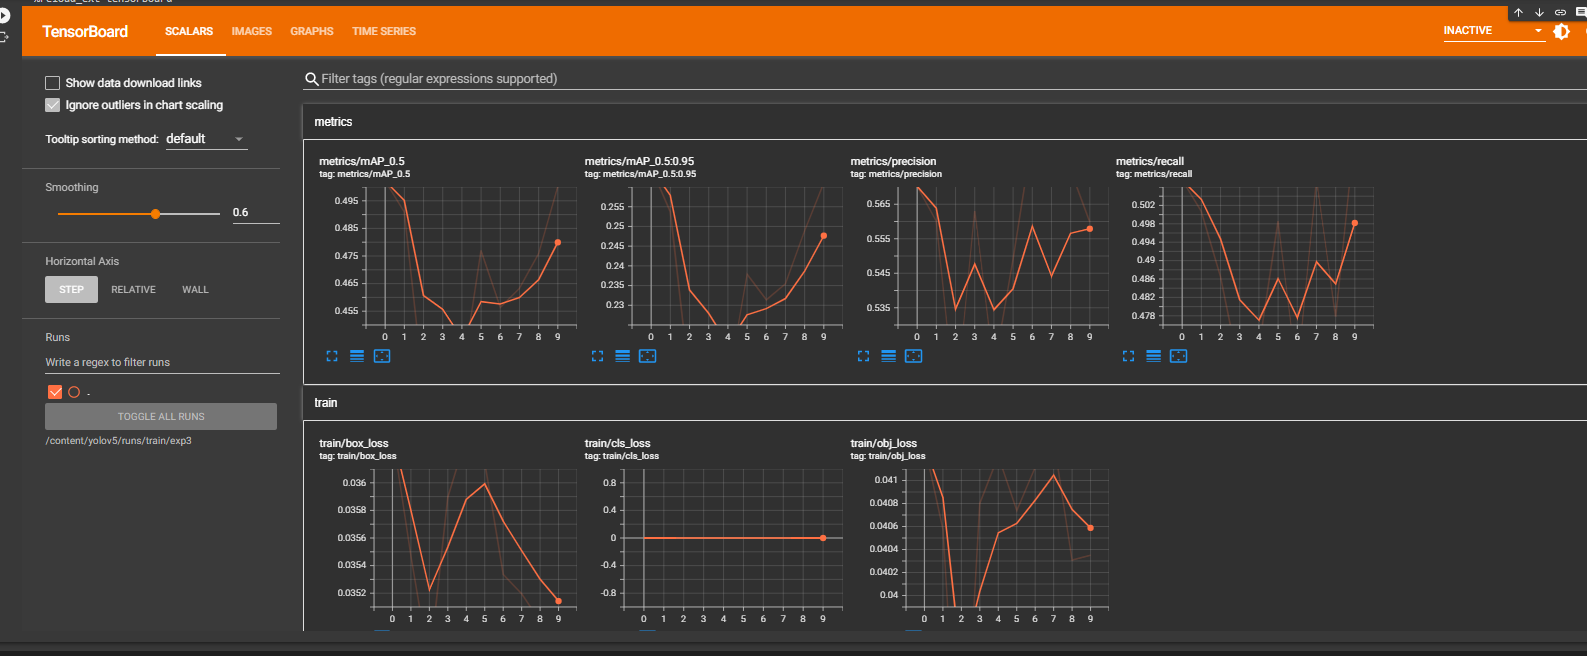 TensorBoard
SCALARS IMAGES GRAPHS TIME SERIES
INACTIVE
Show data download links
Ignore outliers in chart scaling
Tooltip sorting method: default
Smoothing
0.6
Horizontal Axis
STEP RELATIVE WALL
Runs
Write a regex to filter runs
.
TOGGLE ALL RUNS
/content/yolov5/runs/train/exp3
Filter tags (regular expressions supported)
metrics
metrics/mAP_0.5
tag: metrics/mAP_0.5
0.495
0.485
0.475
0.465
0.455
0 1 2 3 4 5 6 7 8 9
metrics/mAP_0.5:0.95
tag: metrics/mAP_0.5:0.95
0.255
0.25
0.245
0.24
0.235
0.23
0 1 2 3 4 5 6 7 8 9
metrics/precision
tag: metrics/precision
0.565
0.555
0.545
0.535
0 1 2 3 4 5 6 7 8 9
metrics/recall
tag: metrics/recall
0.502
0.498
0.494
0.49
0.486
0.482
0.478
0 1 2 3 4 5 6 7 8 9
train
train/box_loss
tag: train/box_loss
0.036
0.0358
0.0356
0.0354
0.0352
0 1 2 3 4 5 6 7 8 9
train/cls_loss
tag: train/cls_loss
0.8
0.4
0
-0.4
-0.8
0 1 2 3 4 5 6 7 8 9
train/obj_loss
tag: train/obj_loss
0.041
0.0408
0.0406
0.0404
0.0402
0.04
0 1 2 3 4 5 6 7 8 9